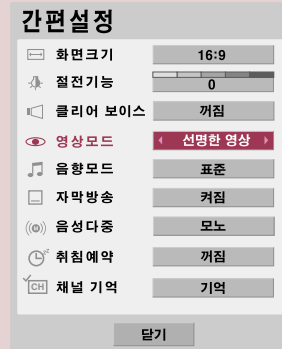 간편설정
화면크기 16:9
절전기능 0
클리어 보이스 꺼짐
영상모드 선명한 영상
음향모드 표준
자막방송 켜짐
음성다중 모노
취침예약 꺼짐
CH 채널 기억 기억
닫기